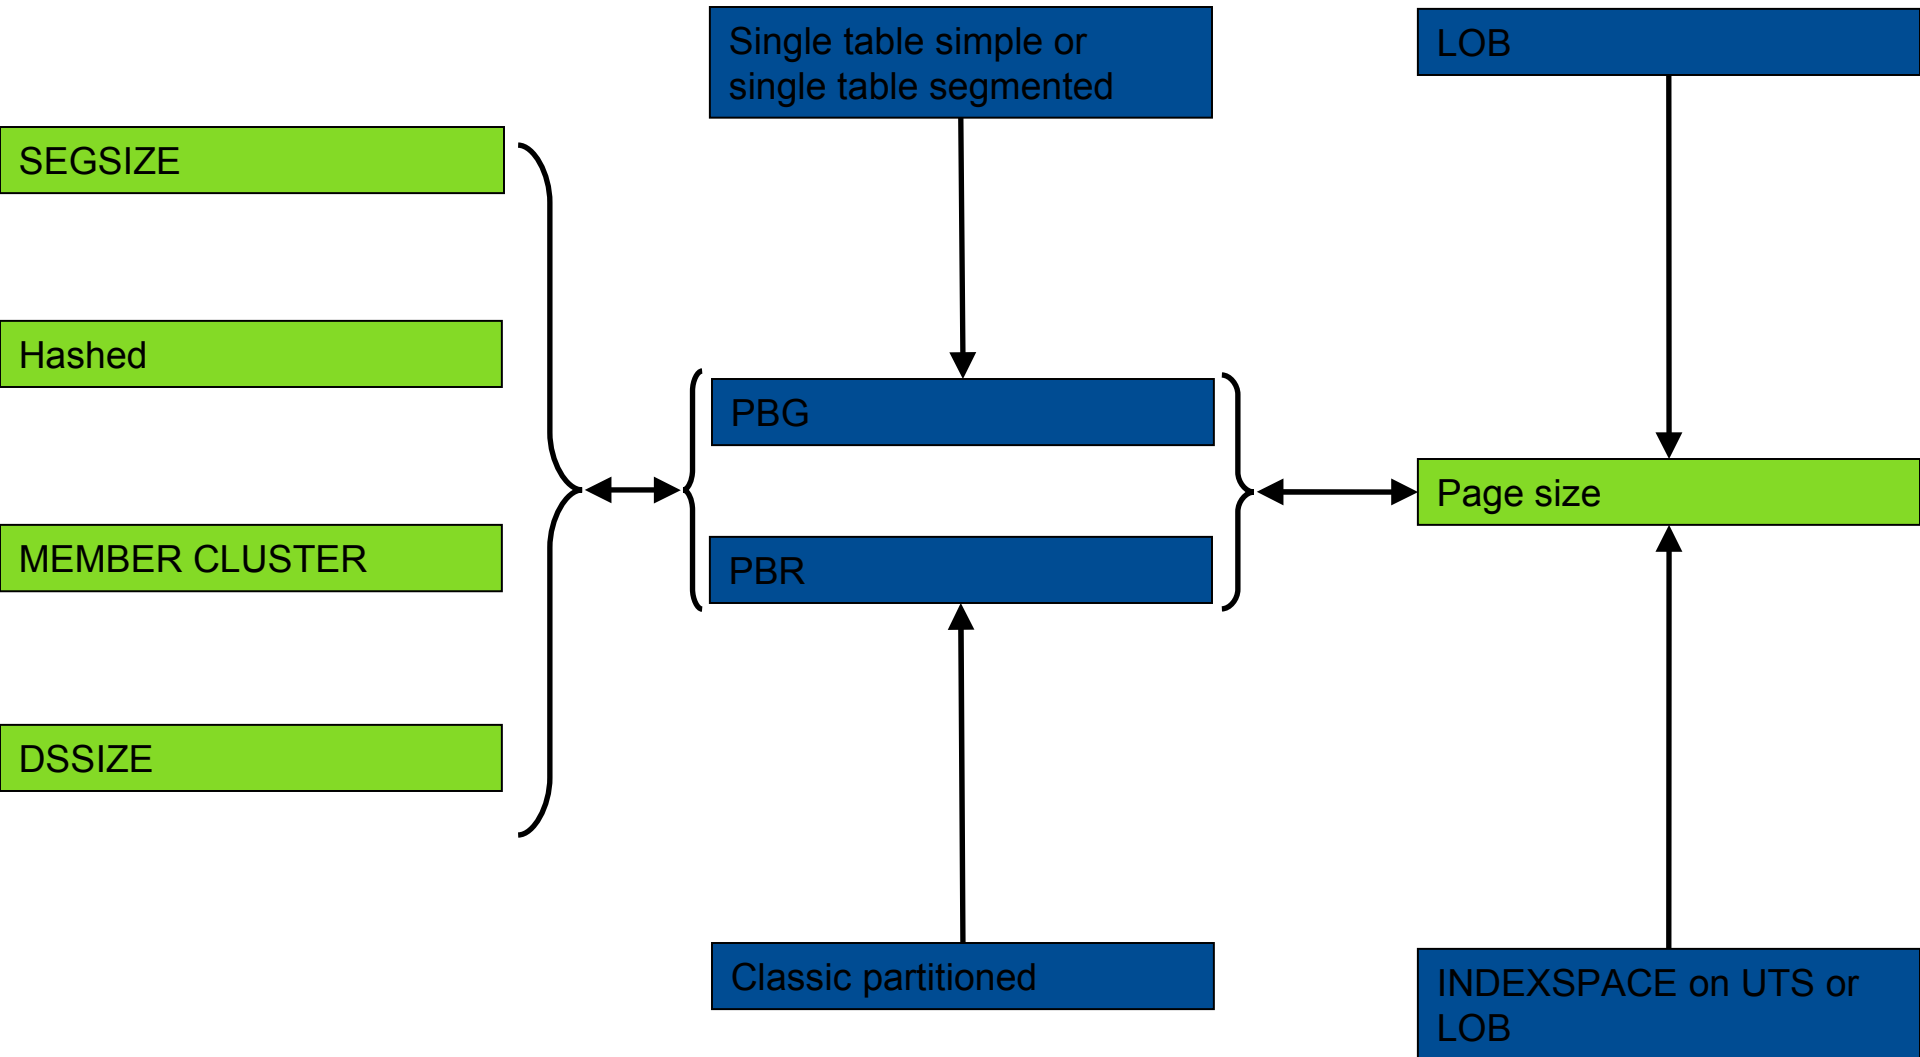 Single table simple or
single table segmented
LOB
SEGSIZE
Hashed
PBG
Page size
MEMBER CLUSTER
PBR
DSSIZE
Classic partitioned
INDEXSPACE on UTS or
LOB